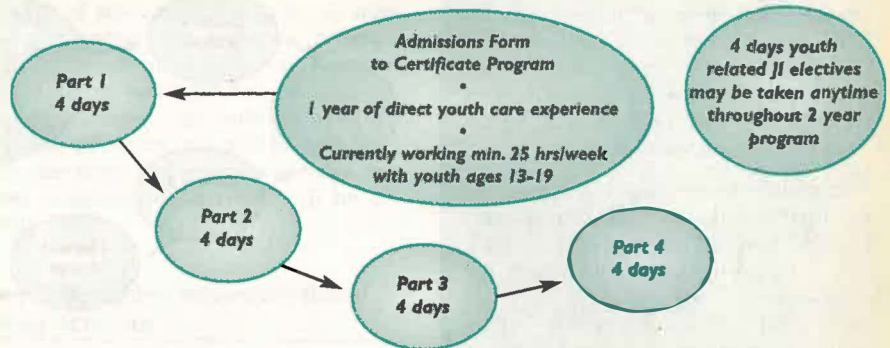 Admissions Form
to Certificate Program
•
1 year of direct youth care experience
•
Currently working min. 25 hrs/week
with youth ages 13-19
4 days youth
related JI electives
may be taken anytime
throughout 2 year
program
Part 1
4 days
Part 2
4 days
Part 3
4 days
Part 4
4 days